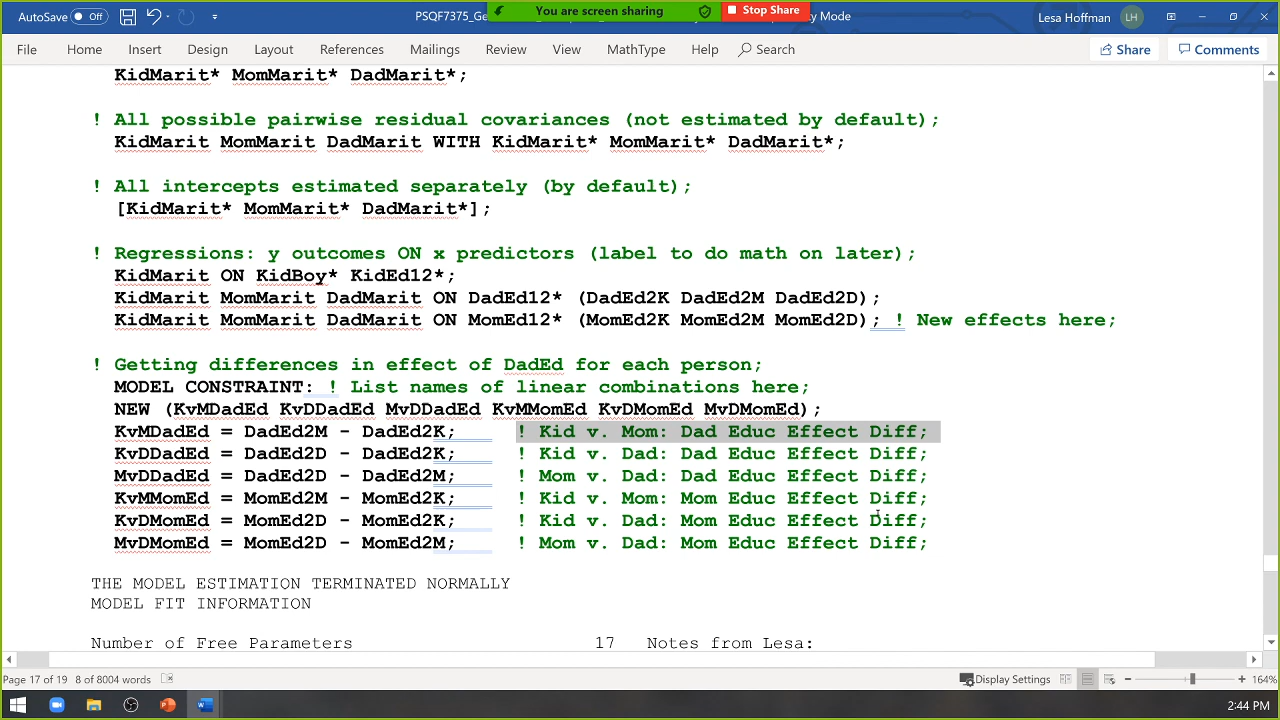 AutoSave Off PSQF7375_Ge You are screen sharing Stop Share y Mode Lesa Hoffman LH
File Home Insert Design Layout References Mailings Review View MathType Help Search Share Comments
KidMarit* MomMarit* DadMarit*;
! All possible pairwise residual covariances (not estimated by default);
KidMarit MomMarit DadMarit WITH KidMarit* MomMarit* DadMarit*;
! All intercepts estimated separately (by default);
[KidMarit* MomMarit* DadMarit*];
! Regressions: y outcomes ON x predictors (label to do math on later);
KidMarit ON KidBoy* KidEd12*;
KidMarit MomMarit DadMarit ON DadEd12* (DadEd2K DadEd2M DadEd2D);
KidMarit MomMarit DadMarit ON MomEd12* (MomEd2K MomEd2M MomEd2D); ! New effects here;
! Getting differences in effect of DadEd for each person;
MODEL CONSTRAINT: ! List names of linear combinations here;
NEW (KvMDadEd KvDDadEd MvDDadEd KvMMomEd KvDMomEd MvDMomEd);
KvMDadEd = DadEd2M - DadEd2K; ! Kid v. Mom: Dad Educ Effect Diff;
KvDDadEd = DadEd2D - DadEd2K; ! Kid v. Dad: Dad Educ Effect Diff;
MvDDadEd = DadEd2D - DadEd2M; ! Mom v. Dad: Dad Educ Effect Diff;
KvMMomEd = MomEd2M - MomEd2K; ! Kid v. Mom: Mom Educ Effect Diff;
KvDMomEd = MomEd2D - MomEd2K; ! Kid v. Dad: Mom Educ Effect Diff;
MvDMomEd = MomEd2D - MomEd2M; ! Mom v. Dad: Mom Educ Effect Diff;
THE MODEL ESTIMATION TERMINATED NORMALLY
MODEL FIT INFORMATION
Number of Free Parameters 17 Notes from Lesa:
Page 17 of 19 8 of 8004 words Display Settings 164%
2:44 PM